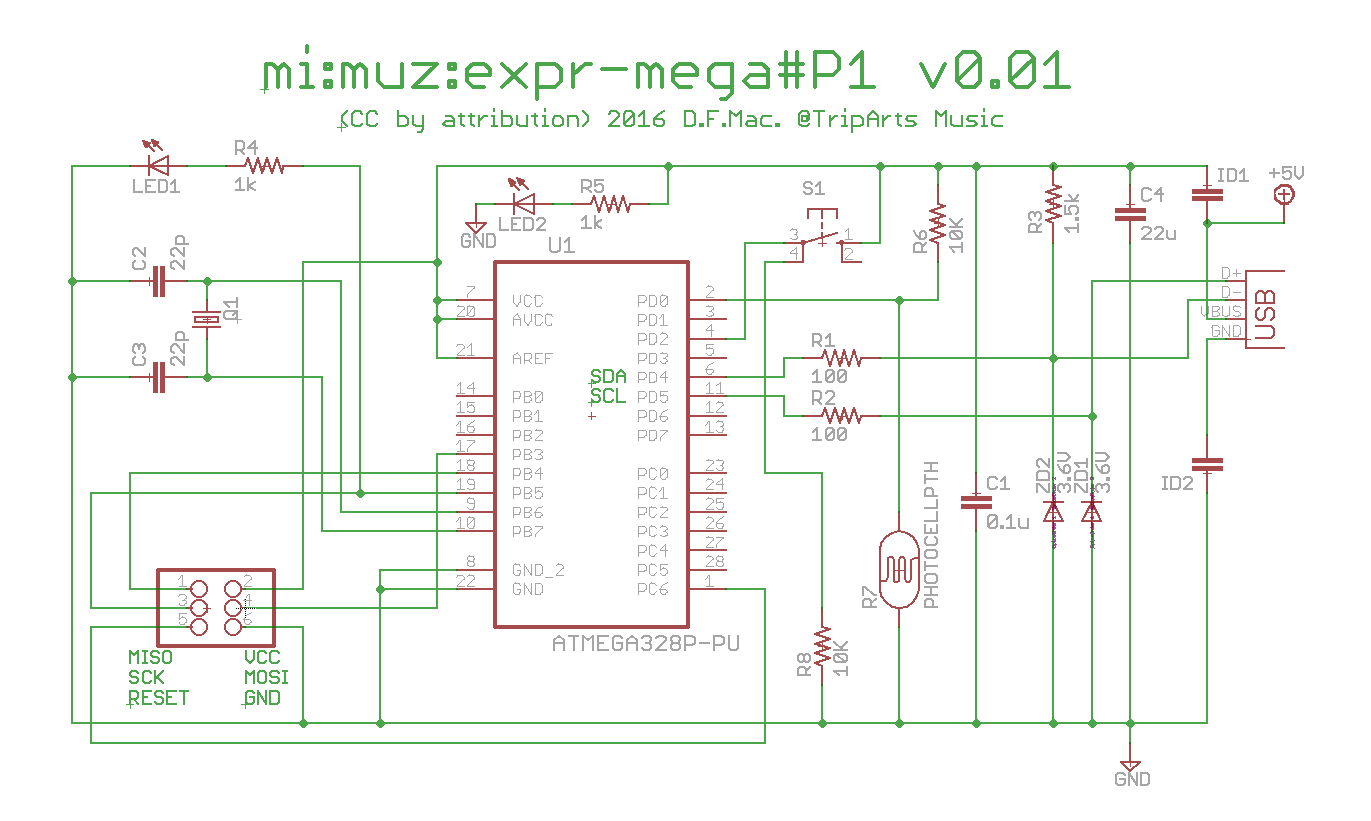 mi:muz:expr-mega#P1 v0.01
(CC by attribution) 2016 D.F.Mac. @TripArts Music
LED1
R4
1k
LED2
R5
1k
GND
S1
3
4
1
2
R6
10K
R3
1.5k
C4
22u
ID1
+5V
C2
22p
Q1
C3
22p
U1
7 VCC
20 AVCC
21 AREF
14 PB0
15 PB1
16 PB2
17 PB3
18 PB4
19 PB5
9 PB6
10 PB7
8 GND_2
22 GND
PD0 2
PD1 3
PD2 4
PD3 5
PD4 6
PD5 11
PD6 12
PD7 13
PC0 23
PC1 24
PC2 25
PC3 26
PC4 27
PC5 28
PC6 1
SDA
SCL
ATMEGA328P-PU
R1
100
R2
100
D+
D-
VBUS
GND
USB
PHOTOCELLPTH
R7
R8
10K
C1
0.1u
ZD2
3.6V
ZD1
3.6V
ID2
1 2
3 4
5 6
MISO VCC
SCK MOSI
RESET GND
GND